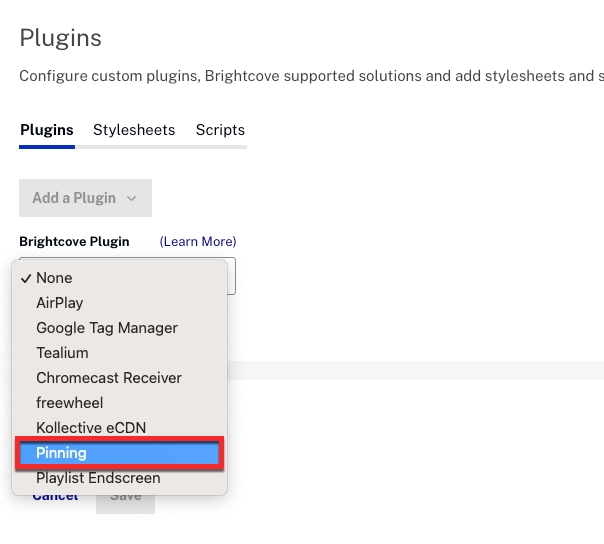 Plugins
Configure custom plugins, Brightcove supported solutions and add stylesheets and s
Plugins Stylesheets Scripts
Add a Plugin
Brightcove Plugin (Learn More)
✓ None
AirPlay
Google Tag Manager
Tealium
Chromecast Receiver
freewheel
Kollective eCDN
Pinning
Playlist Endscreen
Cancel Save